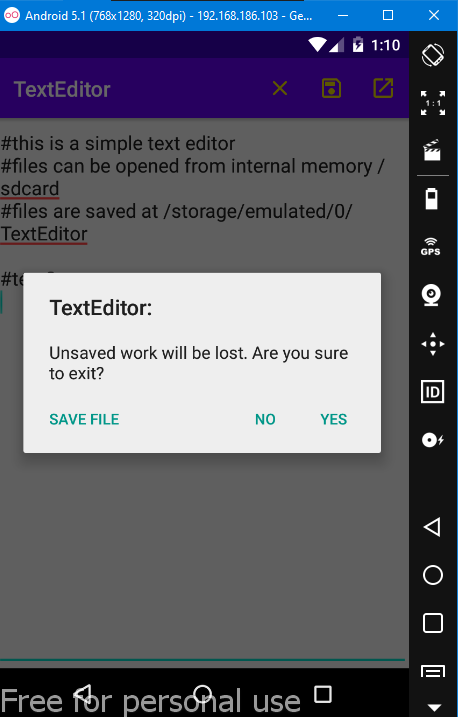 Android 5.1 (768x1280, 320dpi) - 192.168.186.103 - Ge...
1:10
TextEditor
1:1
#this is a simple text editor
#files can be opened from internal memory /
sdcard
#files are saved at /storage/emulated/0/
TextEditor
GPS
TextEditor:
Unsaved work will be lost. Are you sure
to exit?
ID
SAVE FILE NO YES
Free for personal use